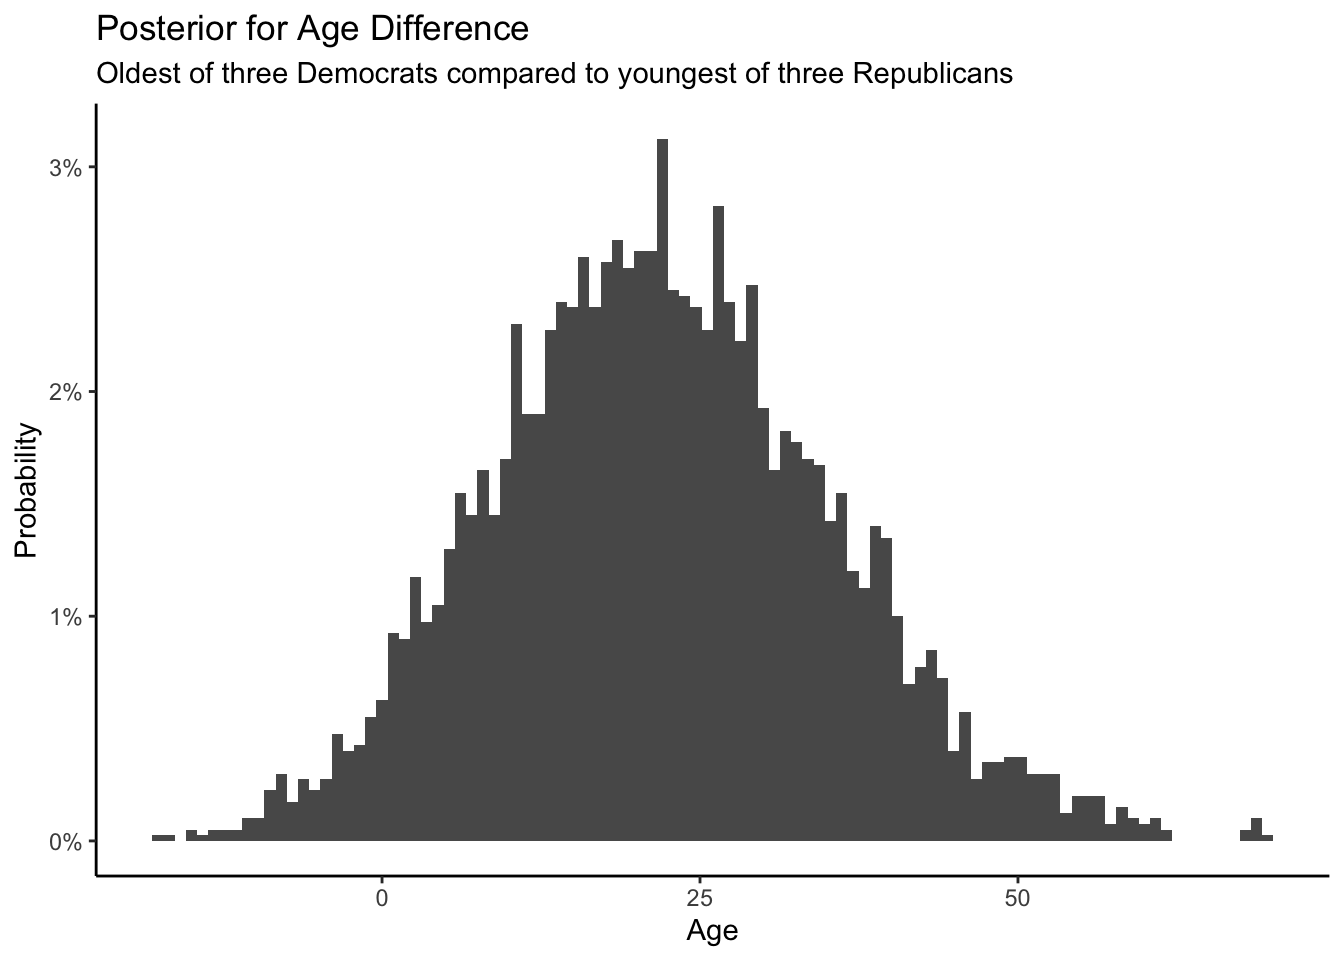 Posterior for Age Difference
Oldest of three Democrats compared to youngest of three Republicans
3%
2%
1%
0%
Probability
0
25
50
Age